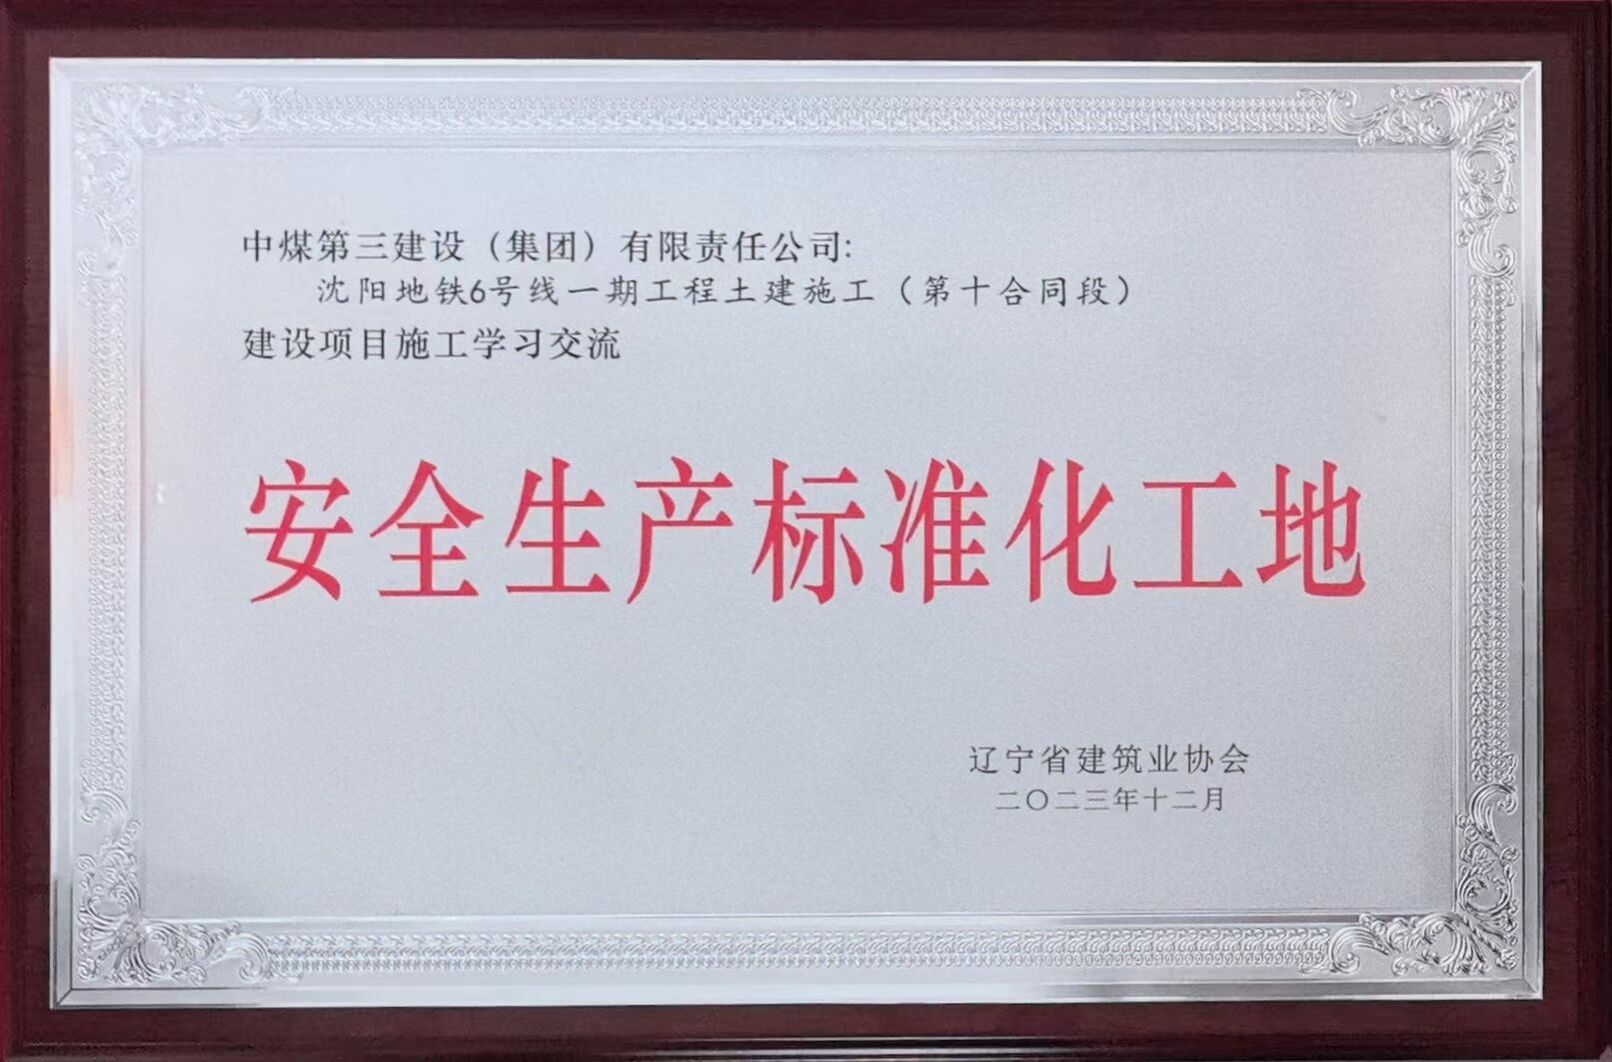 中煤第三建设（集团）有限责任公司:
沈阳地铁6号线一期工程土建施工（第十合同段）
建设项目施工学习交流
安全生产标准化工地
辽宁省建筑业协会
二〇二三年十二月